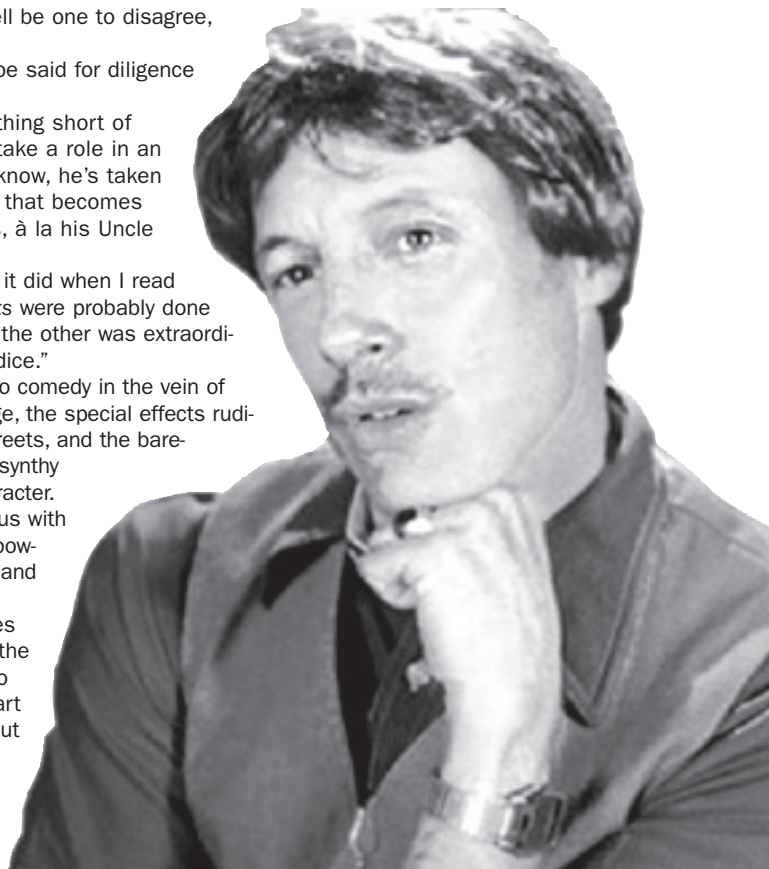 ell be one to disagree,
be said for diligence
thing short of
take a role in an
know, he’s taken
that becomes
, à la his Uncle
it did when I read
ts were probably done
the other was extraordi-
dice.”
o comedy in the vein of
ge, the special effects rudi-
reets, and the bare-
synthy
racter.
us with
pow-
and
es
the
o
art
ut